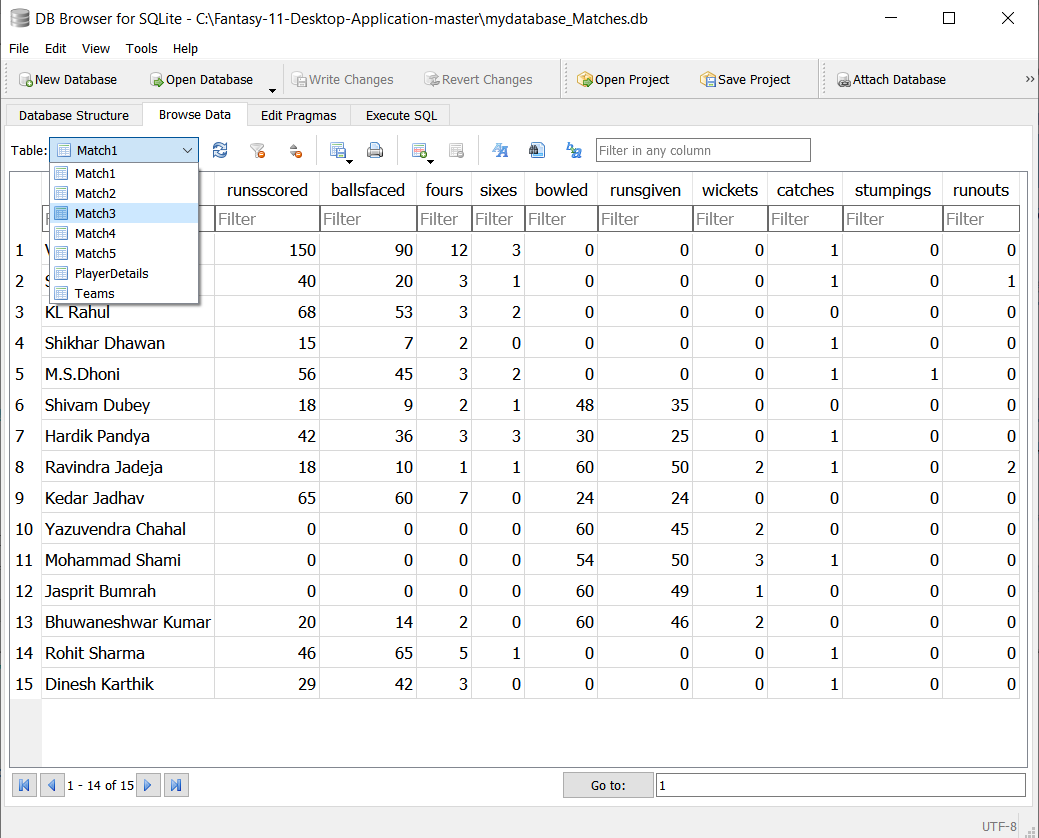 DB Browser for SQLite - C:\Fantasy-11-Desktop-Application-master\mydatabase_Matches.db
File Edit View Tools Help
New Database Open Database Write Changes Revert Changes Open Project Save Project Attach Database »
Database Structure Browse Data Edit Pragmas Execute SQL
Table: Match1 Filter in any column
Match1
Match2
Match3
Match4
Match5
PlayerDetails
Teams
runsscored ballsfaced fours sixes bowled runsgiven wickets catches stumpings runouts
Filter Filter Filter Filter Filter Filter Filter Filter Filter Filter
1 150 90 12 3 0 0 0 1 0 0
2 40 20 3 1 0 0 0 1 0 1
3 KL Rahul 68 53 3 2 0 0 0 0 0 0
4 Shikhar Dhawan 15 7 2 0 0 0 0 1 0 0
5 M.S.Dhoni 56 45 3 2 0 0 0 1 1 0
6 Shivam Dubey 18 9 2 1 48 35 0 0 0 0
7 Hardik Pandya 42 36 3 3 30 25 0 1 0 0
8 Ravindra Jadeja 18 10 1 1 60 50 2 1 0 2
9 Kedar Jadhav 65 60 7 0 24 24 0 0 0 0
10 Yazuvendra Chahal 0 0 0 0 60 45 2 0 0 0
11 Mohammad Shami 0 0 0 0 54 50 3 1 0 0
12 Jasprit Bumrah 0 0 0 0 60 49 1 0 0 0
13 Bhuwaneshwar Kumar 20 14 2 0 60 46 2 0 0 0
14 Rohit Sharma 46 65 5 1 0 0 0 1 0 0
15 Dinesh Karthik 29 42 3 0 0 0 0 1 0 0
1 - 14 of 15 Go to: 1
UTF-8